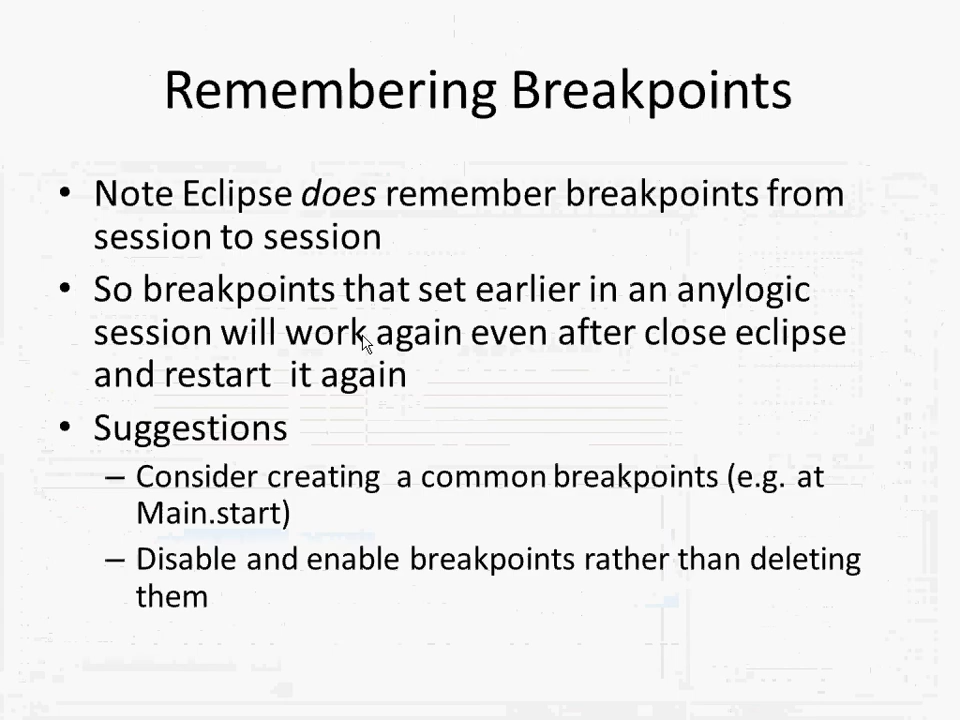 Remembering Breakpoints
• Note Eclipse does remember breakpoints from
session to session
• So breakpoints that set earlier in an anylogic
session will work again even after close eclipse
and restart  it again
• Suggestions
– Consider creating  a common breakpoints (e.g. at
Main.start)
– Disable and enable breakpoints rather than deleting
them